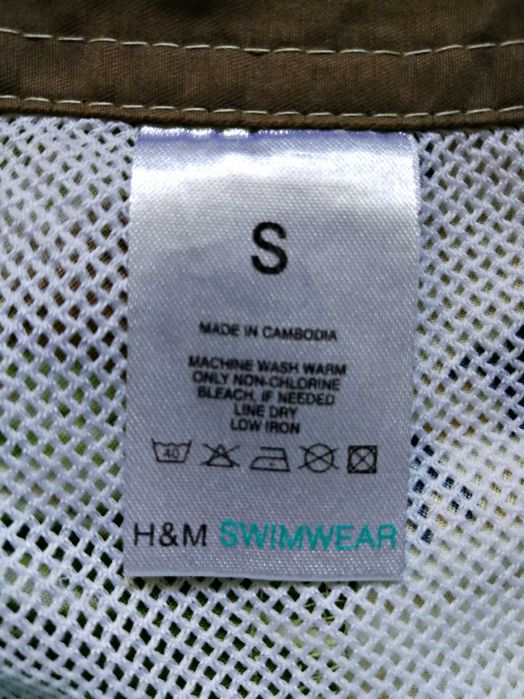 S
MADE IN CAMBODIA
MACHINE WASH WARM
ONLY NON-CHLORINE
BLEACH, IF NEEDED
LINE DRY
LOW IRON
40
H&M SWIMWEAR